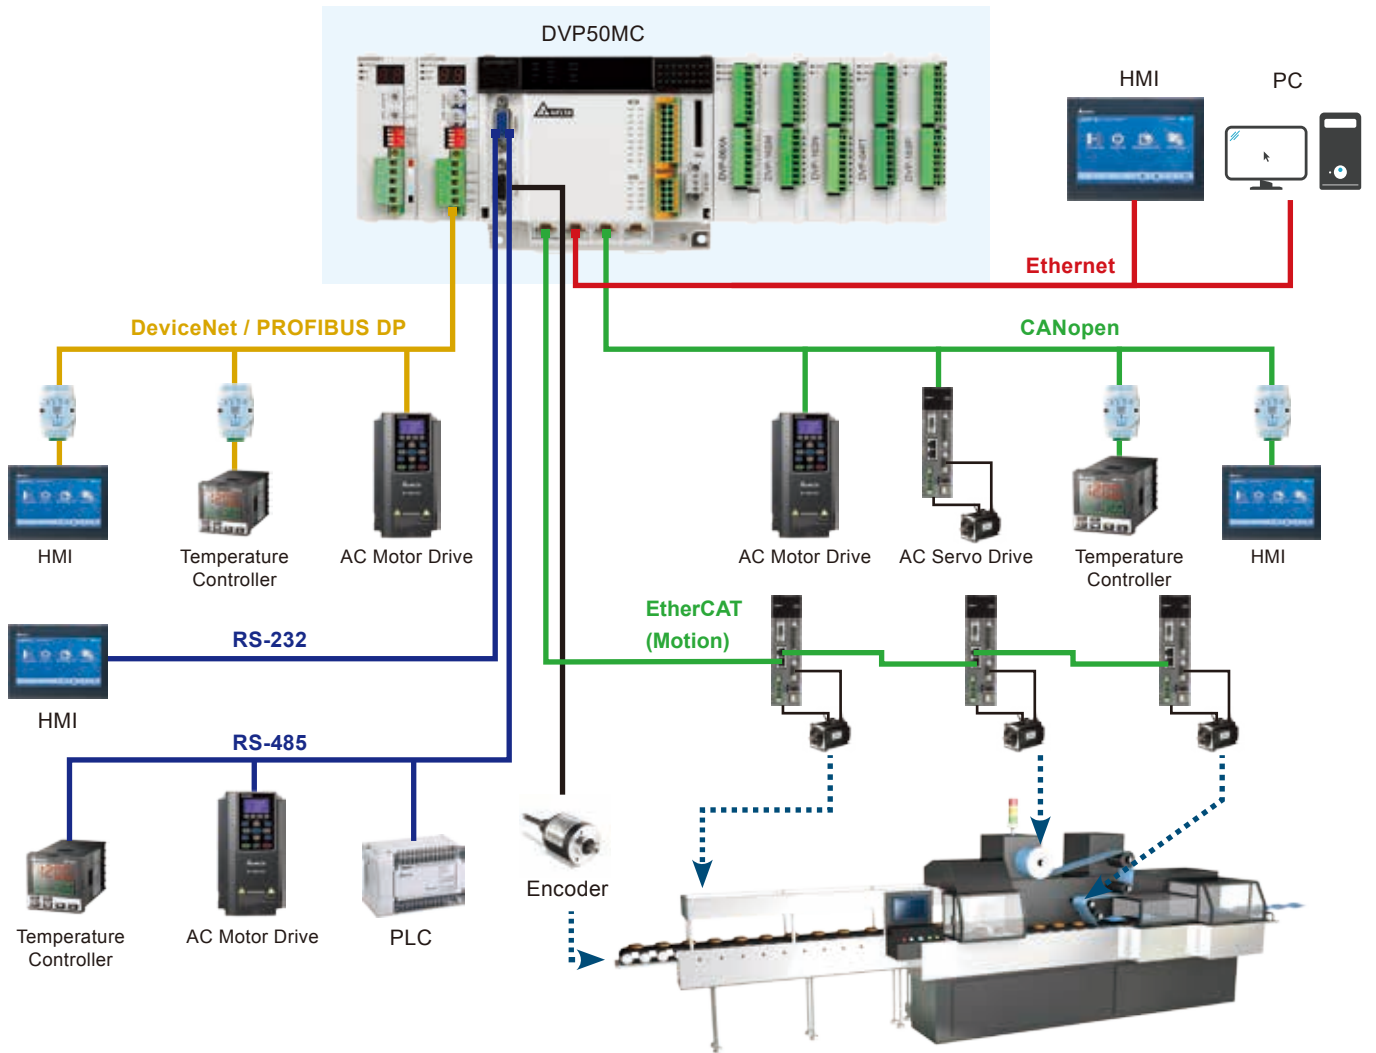 DVP50MC
HMI
PC
Ethernet
DeviceNet / PROFIBUS DP
CANopen
HMI
Temperature
Controller
AC Motor Drive
AC Motor Drive
AC Servo Drive
Temperature
Controller
HMI
EtherCAT
(Motion)
RS-232
HMI
RS-485
Encoder
Temperature
Controller
AC Motor Drive
PLC